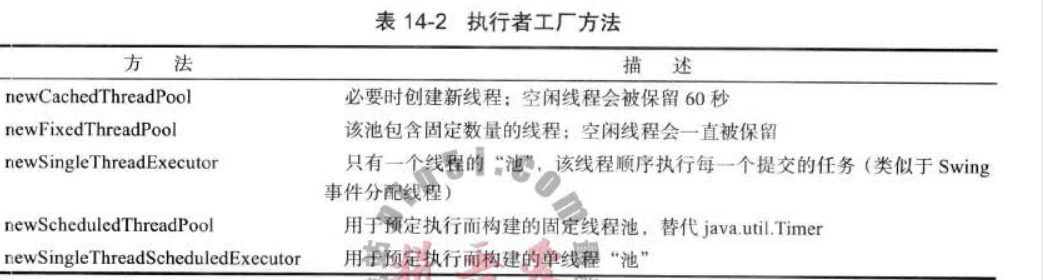 表 14-2 执行者工厂方法
方 法 描 述
newCachedThreadPool 必要时创建新线程；空闲线程会被保留 60 秒
newFixedThreadPool 该池包含固定数量的线程；空闲线程会一直被保留
newSingleThreadExecutor 只有一个线程的“池”，该线程顺序执行每一个提交的任务（类似于 Swing
事件分配线程）
newScheduledThreadPool 用于预定执行而构建的固定线程池，替代 java.util.Timer
newSingleThreadScheduledExecutor 用于预定执行而构建的单线程“池”